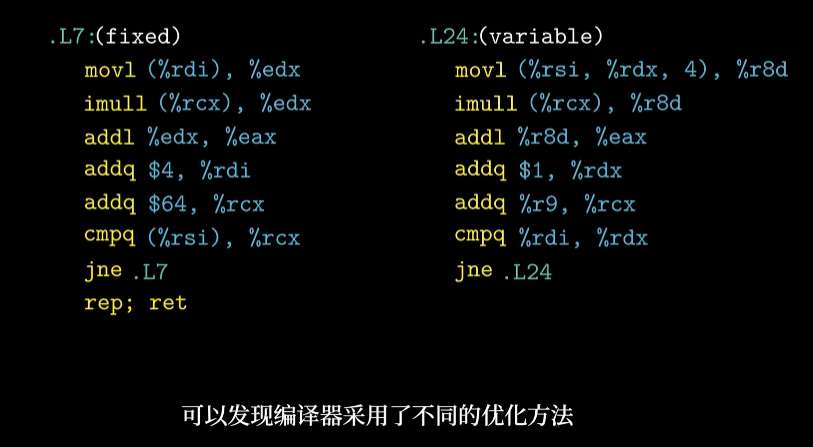 .L7:(fixed)
movl (%rdi), %edx
imull (%rcx), %edx
addl %edx, %eax
addq $4, %rdi
addq $64, %rcx
cmpq (%rsi), %rcx
jne .L7
rep; ret
.L24:(variable)
movl (%rsi, %rdx, 4), %r8d
imull (%rcx), %r8d
addl %r8d, %eax
addq $1, %rdx
addq %r9, %rcx
cmpq %rdi, %rdx
jne .L24
可以发现编译器采用了不同的优化方法